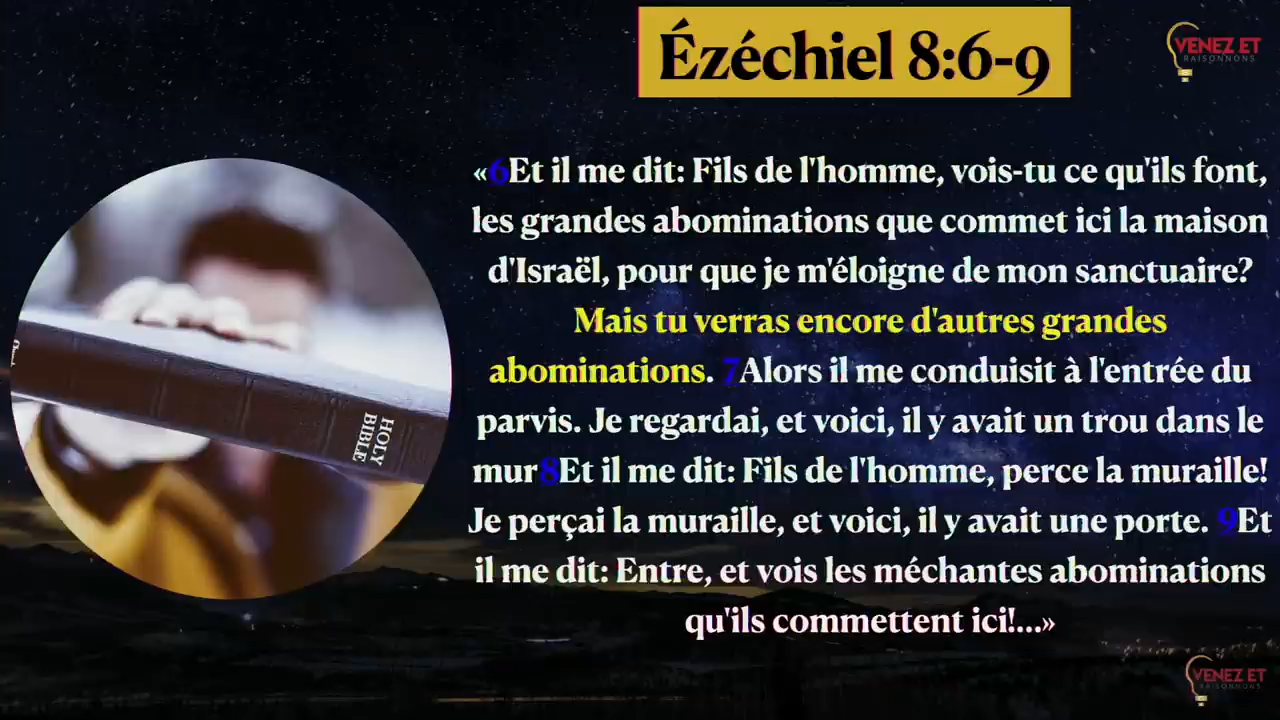 Ézéchiel 8:6-9
VENEZ ET
RAISONNONS
«6Et il me dit: Fils de l'homme, vois-tu ce qu'ils font,
les grandes abominations que commet ici la maison
d'Israël, pour que je m'éloigne de mon sanctuaire?
Mais tu verras encore d'autres grandes
abominations. 7Alors il me conduisit à l'entrée du
parvis. Je regardai, et voici, il y avait un trou dans le
mur8Et il me dit: Fils de l'homme, perce la muraille!
Je perçai la muraille, et voici, il y avait une porte. 9Et
il me dit: Entre, et vois les méchantes abominations
qu'ils commettent ici!...»
HOLY
BIBLE
VENEZ ET
RAISONNONS